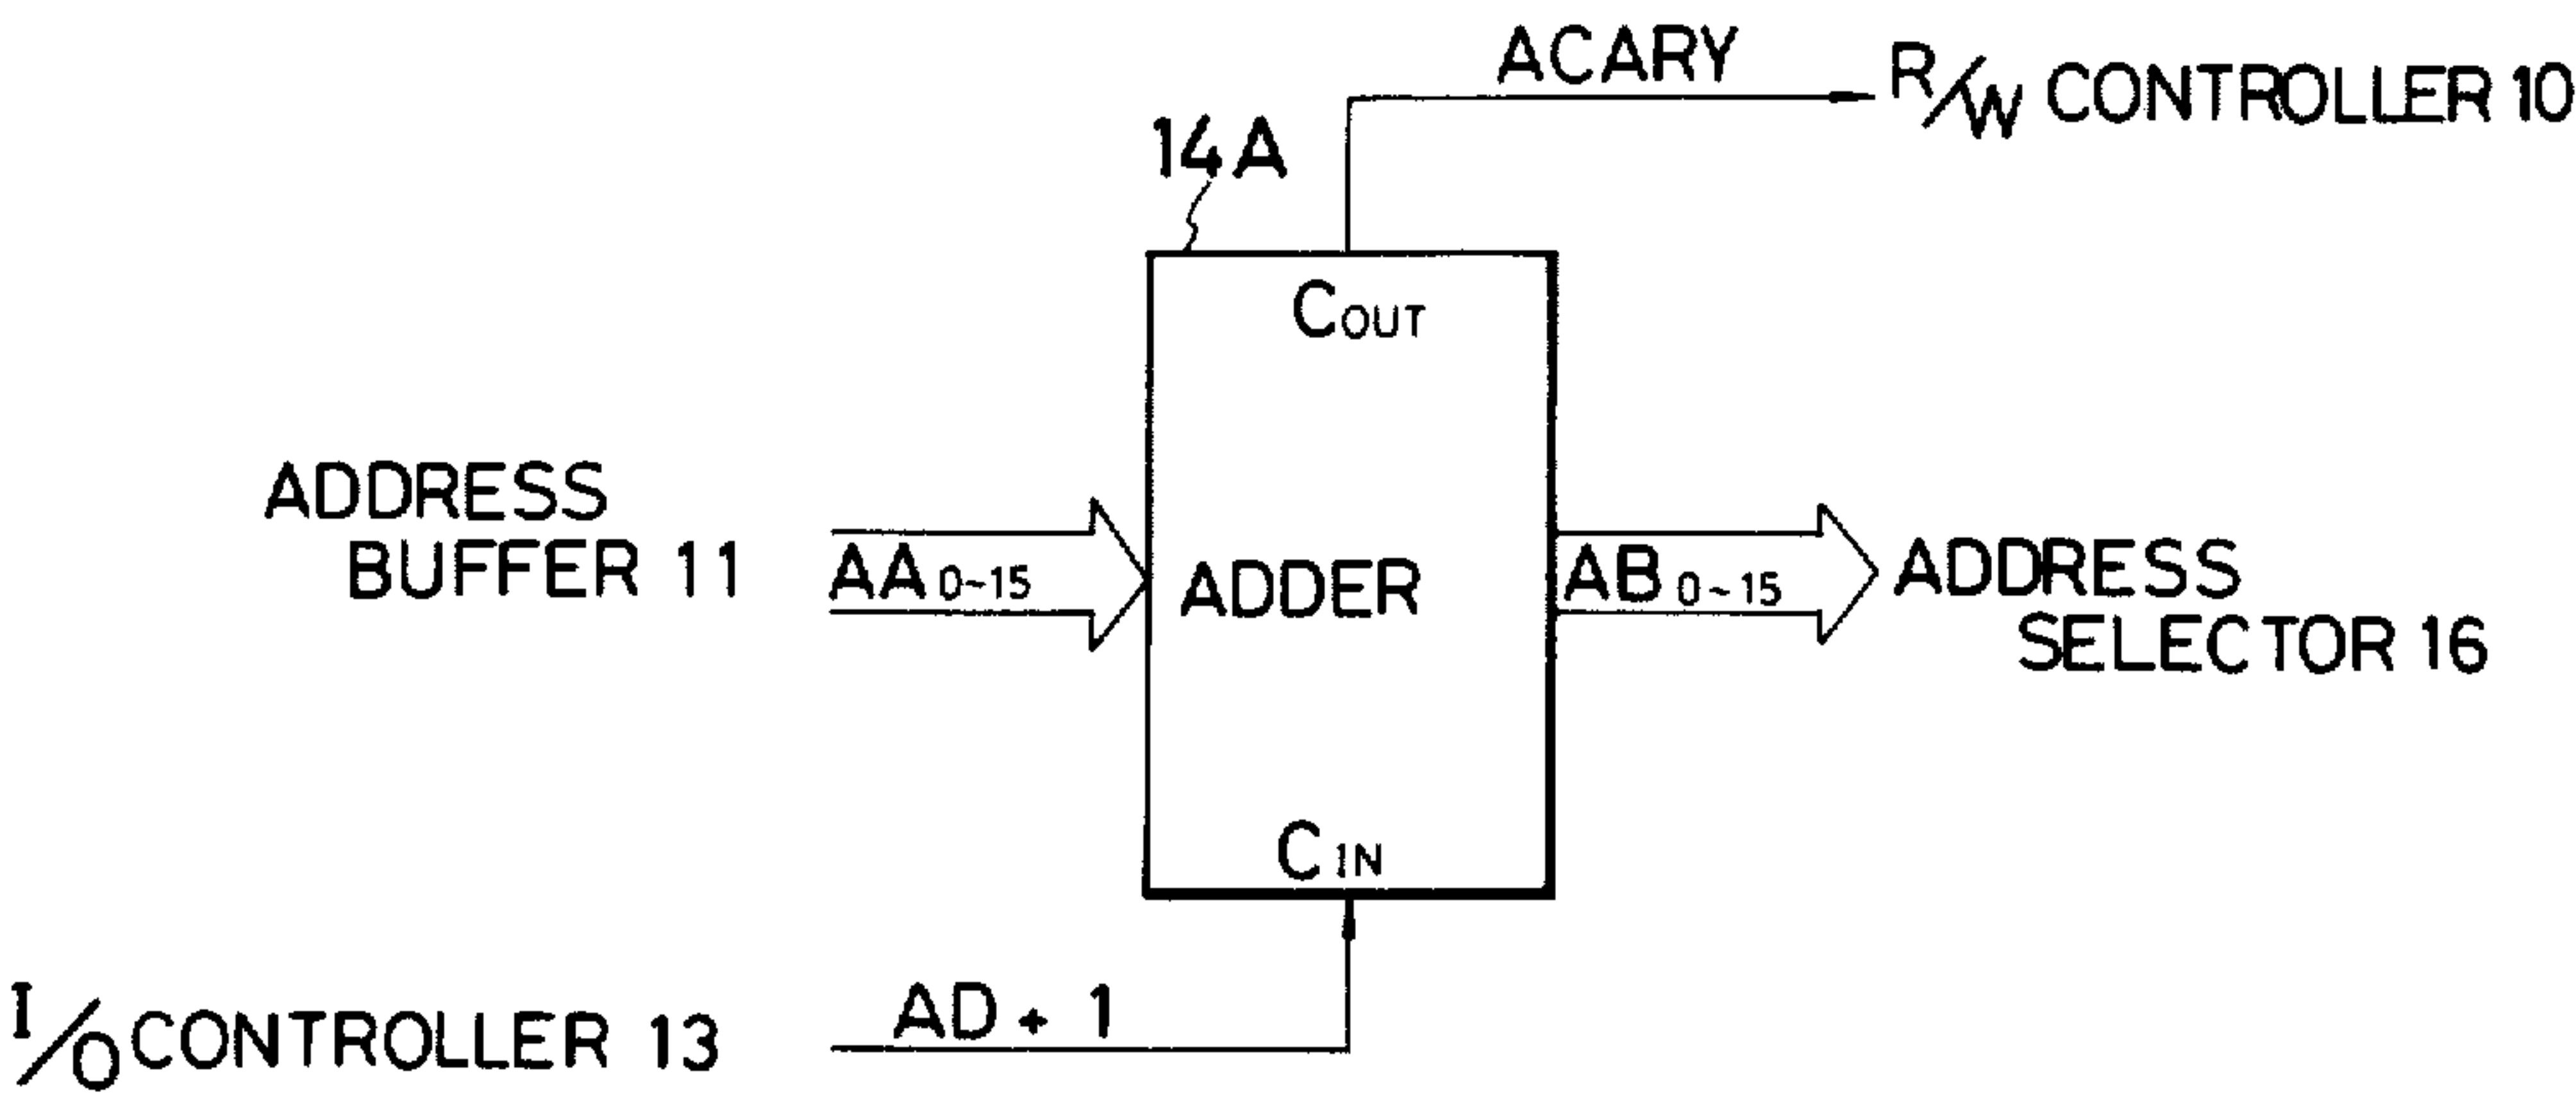 ACARY
R/W CONTROLLER 10
14A
COUT
ADDRESS
BUFFER 11
AA0~15
ADDER
AB0~15
ADDRESS
SELECTOR 16
CIN
I/O CONTROLLER 13
AD + 1